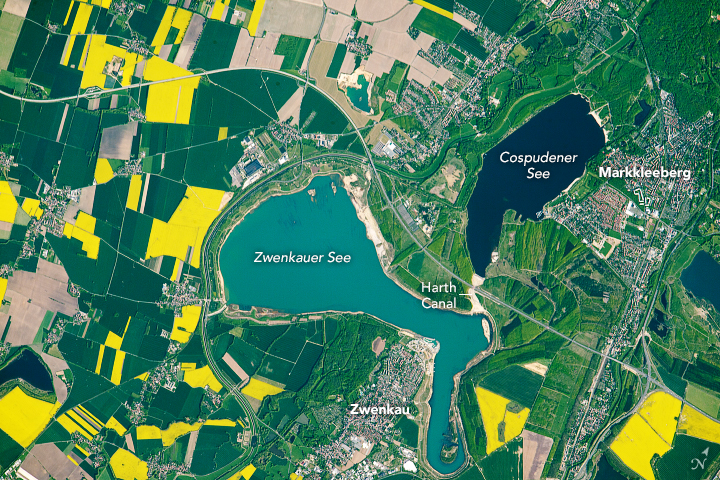 Cospudener
See
Markkleeberg
Zwenkauer See
Harth
Canal
Zwenkau
N